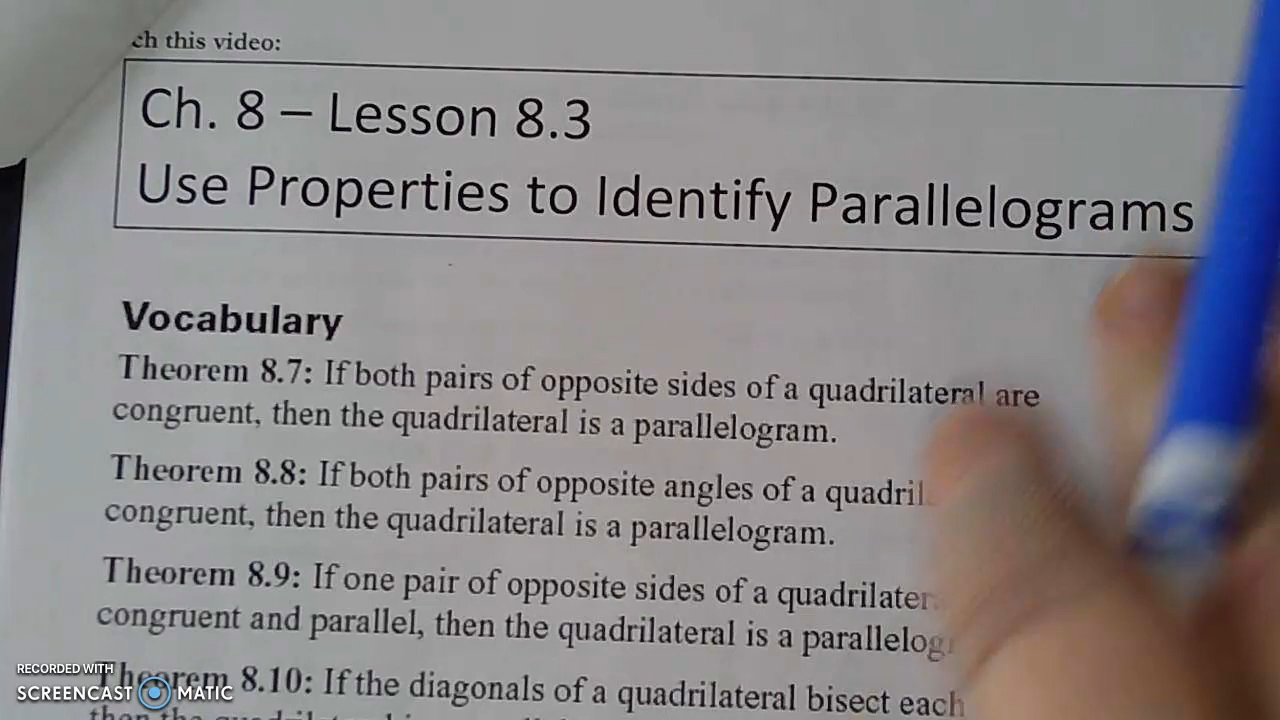 this video:
Ch. 8 – Lesson 8.3
Use Properties to Identify Parallelograms
Vocabulary
Theorem 8.7: If both pairs of opposite sides of a quadrilateral are
congruent, then the quadrilateral is a parallelogram.
Theorem 8.8: If both pairs of opposite angles of a
congruent, then the quadrilateral is a parallelogram.
Theorem 8.9: If one pair of opposite sides of a
congruent and parallel, then the quadrilateral is a
Theorem 8.10: If the diagonals of a quadrilateral bisect each
RECORDED WITH
SCREENCAST MATIC